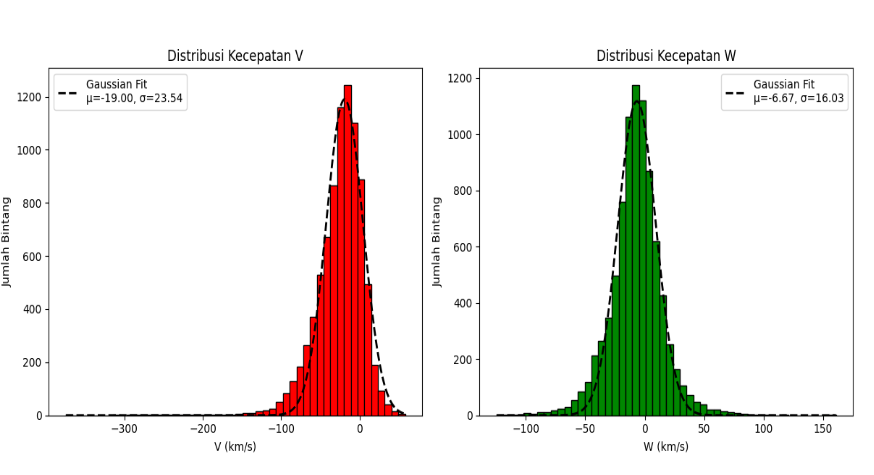 Distribusi Kecepatan V
Gaussian Fit
μ=-19.00, σ=23.54
Jumlah Bintang
1200
1000
800
600
400
200
0
−300
−200
−100
0
V (km/s)
Distribusi Kecepatan W
Gaussian Fit
μ=-6.67, σ=16.03
Jumlah Bintang
1200
1000
800
600
400
200
0
−100
−50
0
50
100
150
W (km/s)